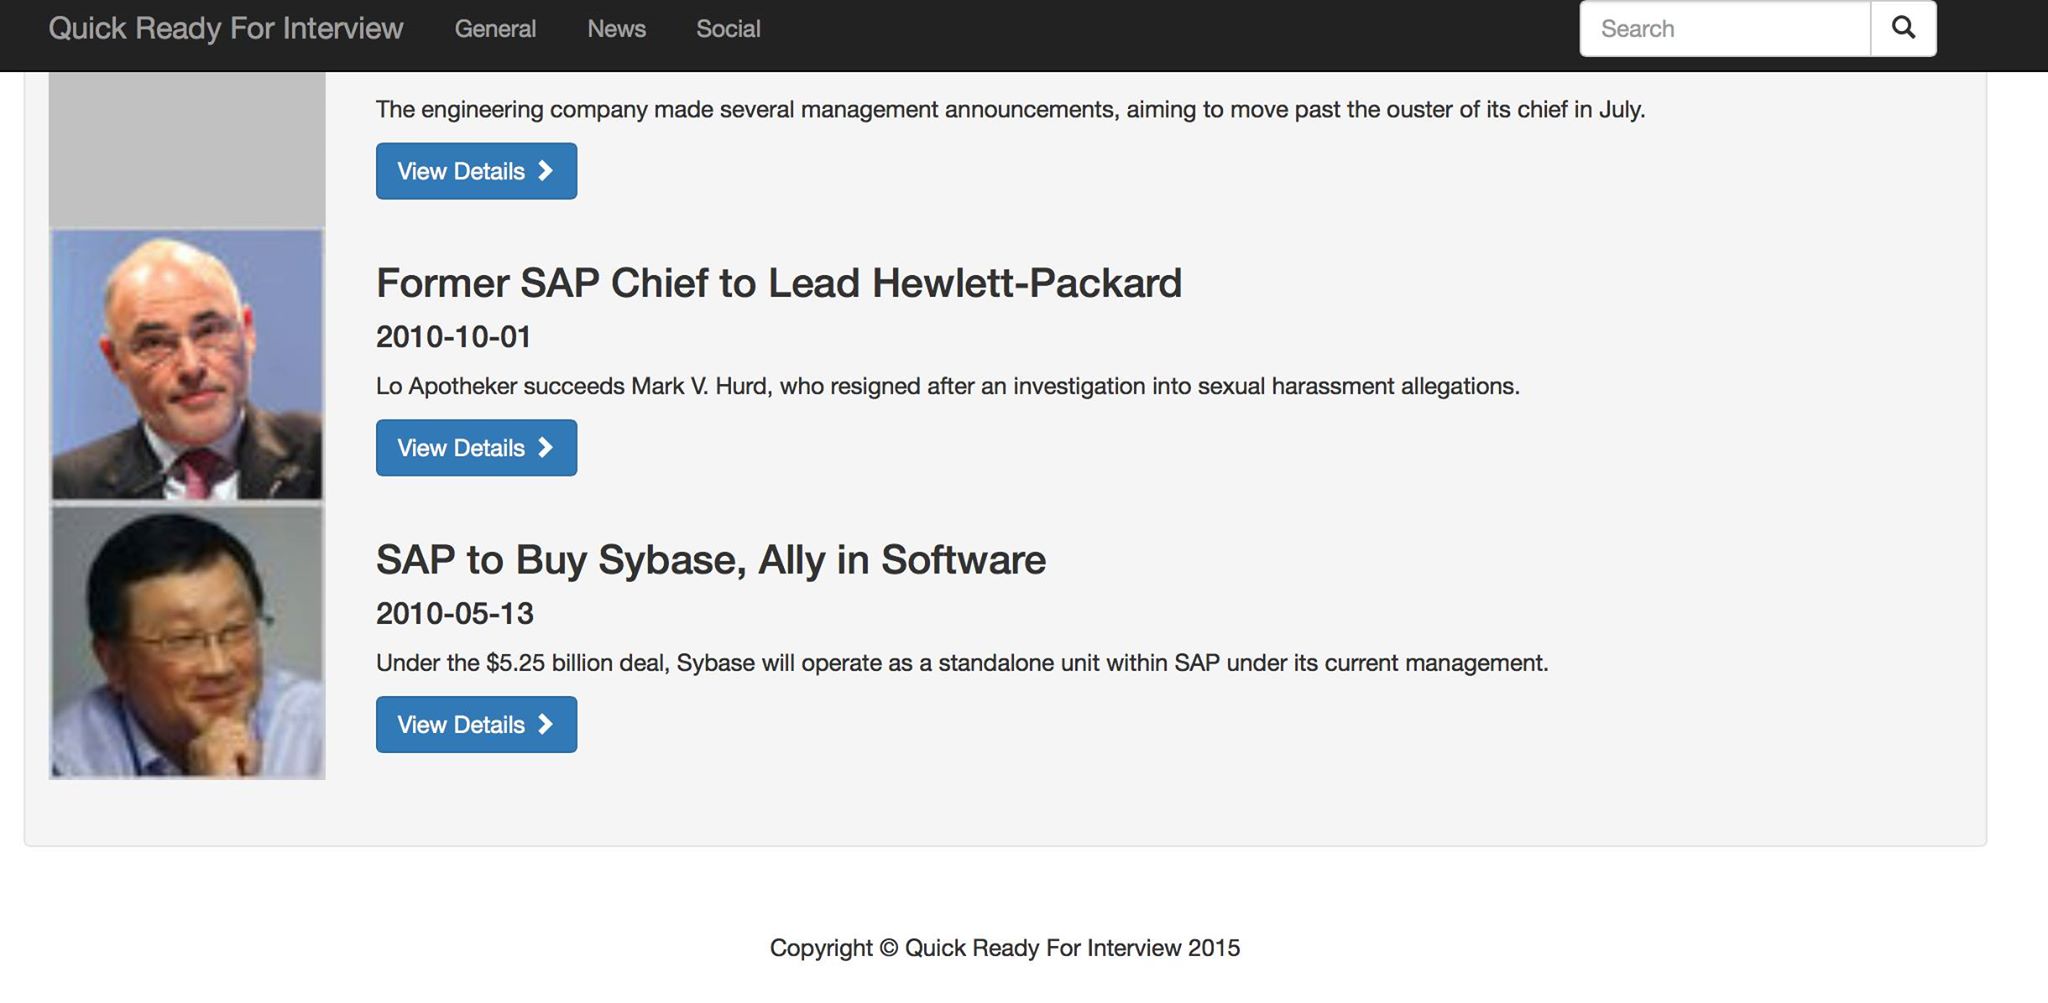 Quick Ready For Interview General News Social Search
The engineering company made several management announcements, aiming to move past the ouster of its chief in July.
View Details
Former SAP Chief to Lead Hewlett-Packard
2010-10-01
Lo Apotheker succeeds Mark V. Hurd, who resigned after an investigation into sexual harassment allegations.
View Details
SAP to Buy Sybase, Ally in Software
2010-05-13
Under the $5.25 billion deal, Sybase will operate as a standalone unit within SAP under its current management.
View Details
Copyright © Quick Ready For Interview 2015